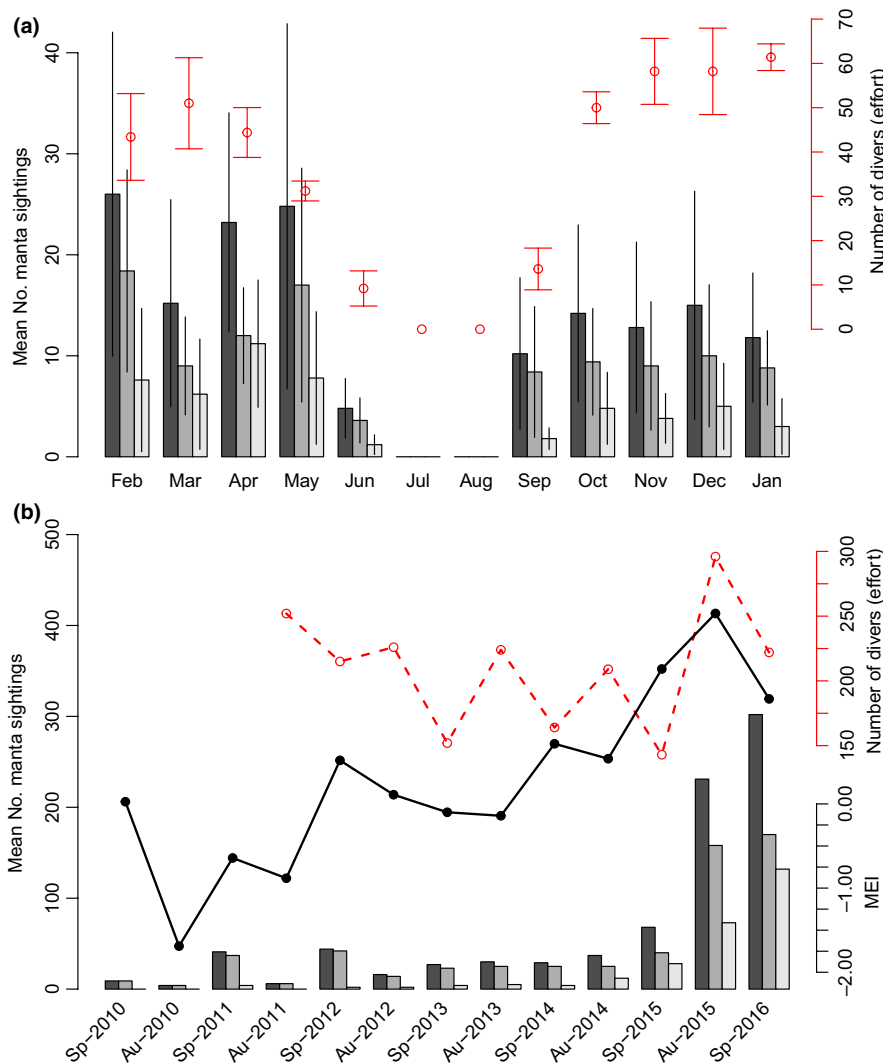 (a)
Mean No. manta sightings
0
10
20
30
40
Number of divers (effort)
0
10
20
30
40
50
60
70
Feb Mar Apr May Jun Jul Aug Sep Oct Nov Dec Jan
(b)
Mean No. manta sightings
0
100
200
300
400
500
Number of divers (effort)
150
200
250
300
MEI
−2.00
−1.00
0.00
Sp−2010 Au−2010 Sp−2011 Au−2011 Sp−2012 Au−2012 Sp−2013 Au−2013 Sp−2014 Au−2014 Sp−2015 Au−2015 Sp−2016